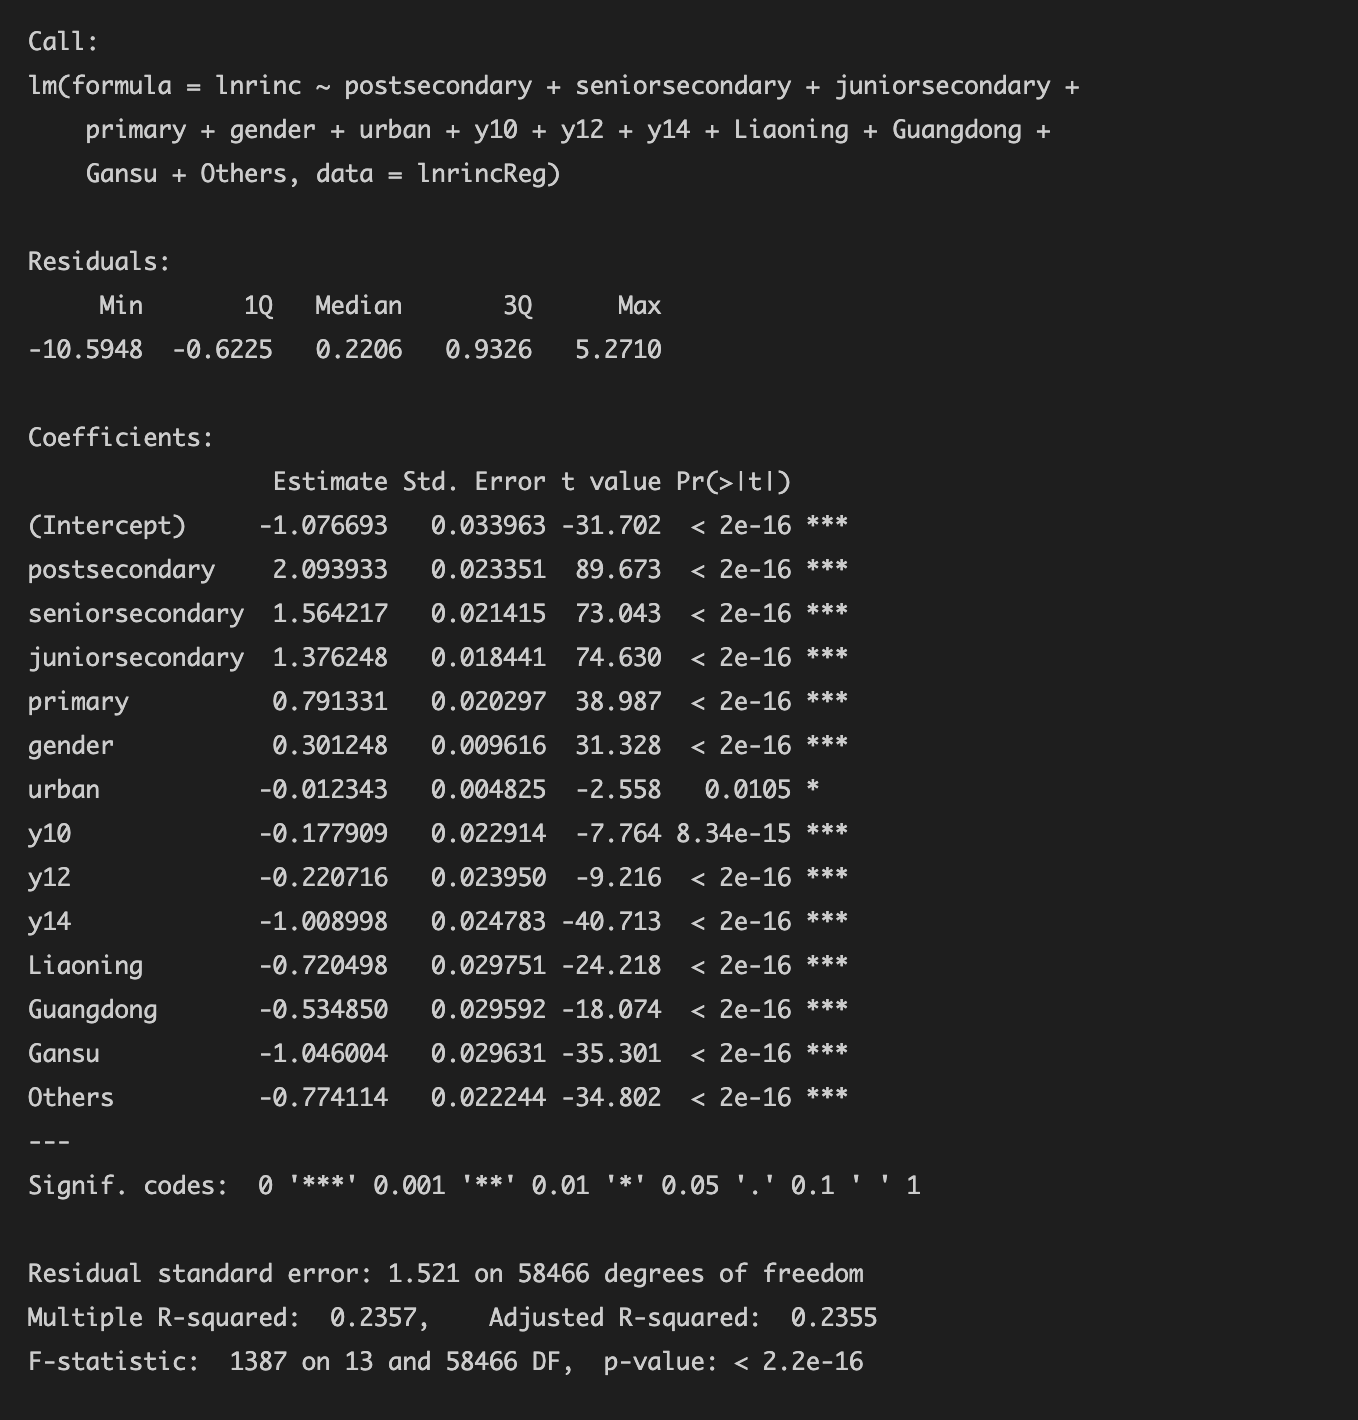 Call:
lm(formula = lnrinc ~ postsecondary + seniorsecondary + juniorsecondary +
    primary + gender + urban + y10 + y12 + y14 + Liaoning + Guangdong +
    Gansu + Others, data = lnrincReg)

Residuals:
     Min       1Q   Median       3Q      Max
-10.5948  -0.6225   0.2206   0.9326   5.2710

Coefficients:
                 Estimate Std. Error t value Pr(>|t|)
(Intercept)     -1.076693   0.033963 -31.702  < 2e-16 ***
postsecondary    2.093933   0.023351  89.673  < 2e-16 ***
seniorsecondary  1.564217   0.021415  73.043  < 2e-16 ***
juniorsecondary  1.376248   0.018441  74.630  < 2e-16 ***
primary          0.791331   0.020297  38.987  < 2e-16 ***
gender           0.301248   0.009616  31.328  < 2e-16 ***
urban           -0.012343   0.004825  -2.558   0.0105 *
y10             -0.177909   0.022914  -7.764 8.34e-15 ***
y12             -0.220716   0.023950  -9.216  < 2e-16 ***
y14             -1.008998   0.024783 -40.713  < 2e-16 ***
Liaoning        -0.720498   0.029751 -24.218  < 2e-16 ***
Guangdong       -0.534850   0.029592 -18.074  < 2e-16 ***
Gansu           -1.046004   0.029631 -35.301  < 2e-16 ***
Others          -0.774114   0.022244 -34.802  < 2e-16 ***
---
Signif. codes:  0 '***' 0.001 '**' 0.01 '*' 0.05 '.' 0.1 ' ' 1

Residual standard error: 1.521 on 58466 degrees of freedom
Multiple R-squared:  0.2357,    Adjusted R-squared:  0.2355
F-statistic:  1387 on 13 and 58466 DF,  p-value: < 2.2e-16